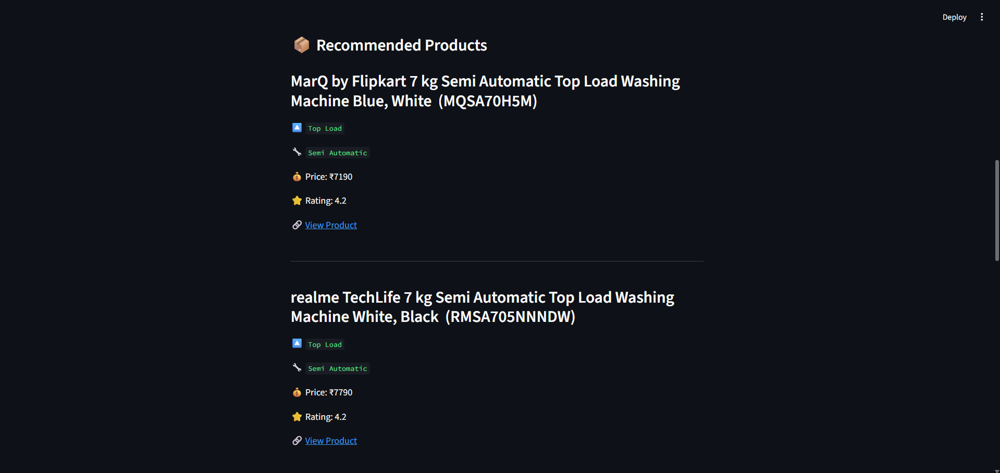 Deploy
📦 Recommended Products
MarQ by Flipkart 7 kg Semi Automatic Top Load Washing
Machine Blue, White (MQSA70H5M)
🔼 Top Load
🔧 Semi Automatic
💰 Price: ₹7190
⭐ Rating: 4.2
🔗 View Product
realme TechLife 7 kg Semi Automatic Top Load Washing
Machine White, Black (RMSA705NNNDW)
🔼 Top Load
🔧 Semi Automatic
💰 Price: ₹7790
⭐ Rating: 4.2
🔗 View Product